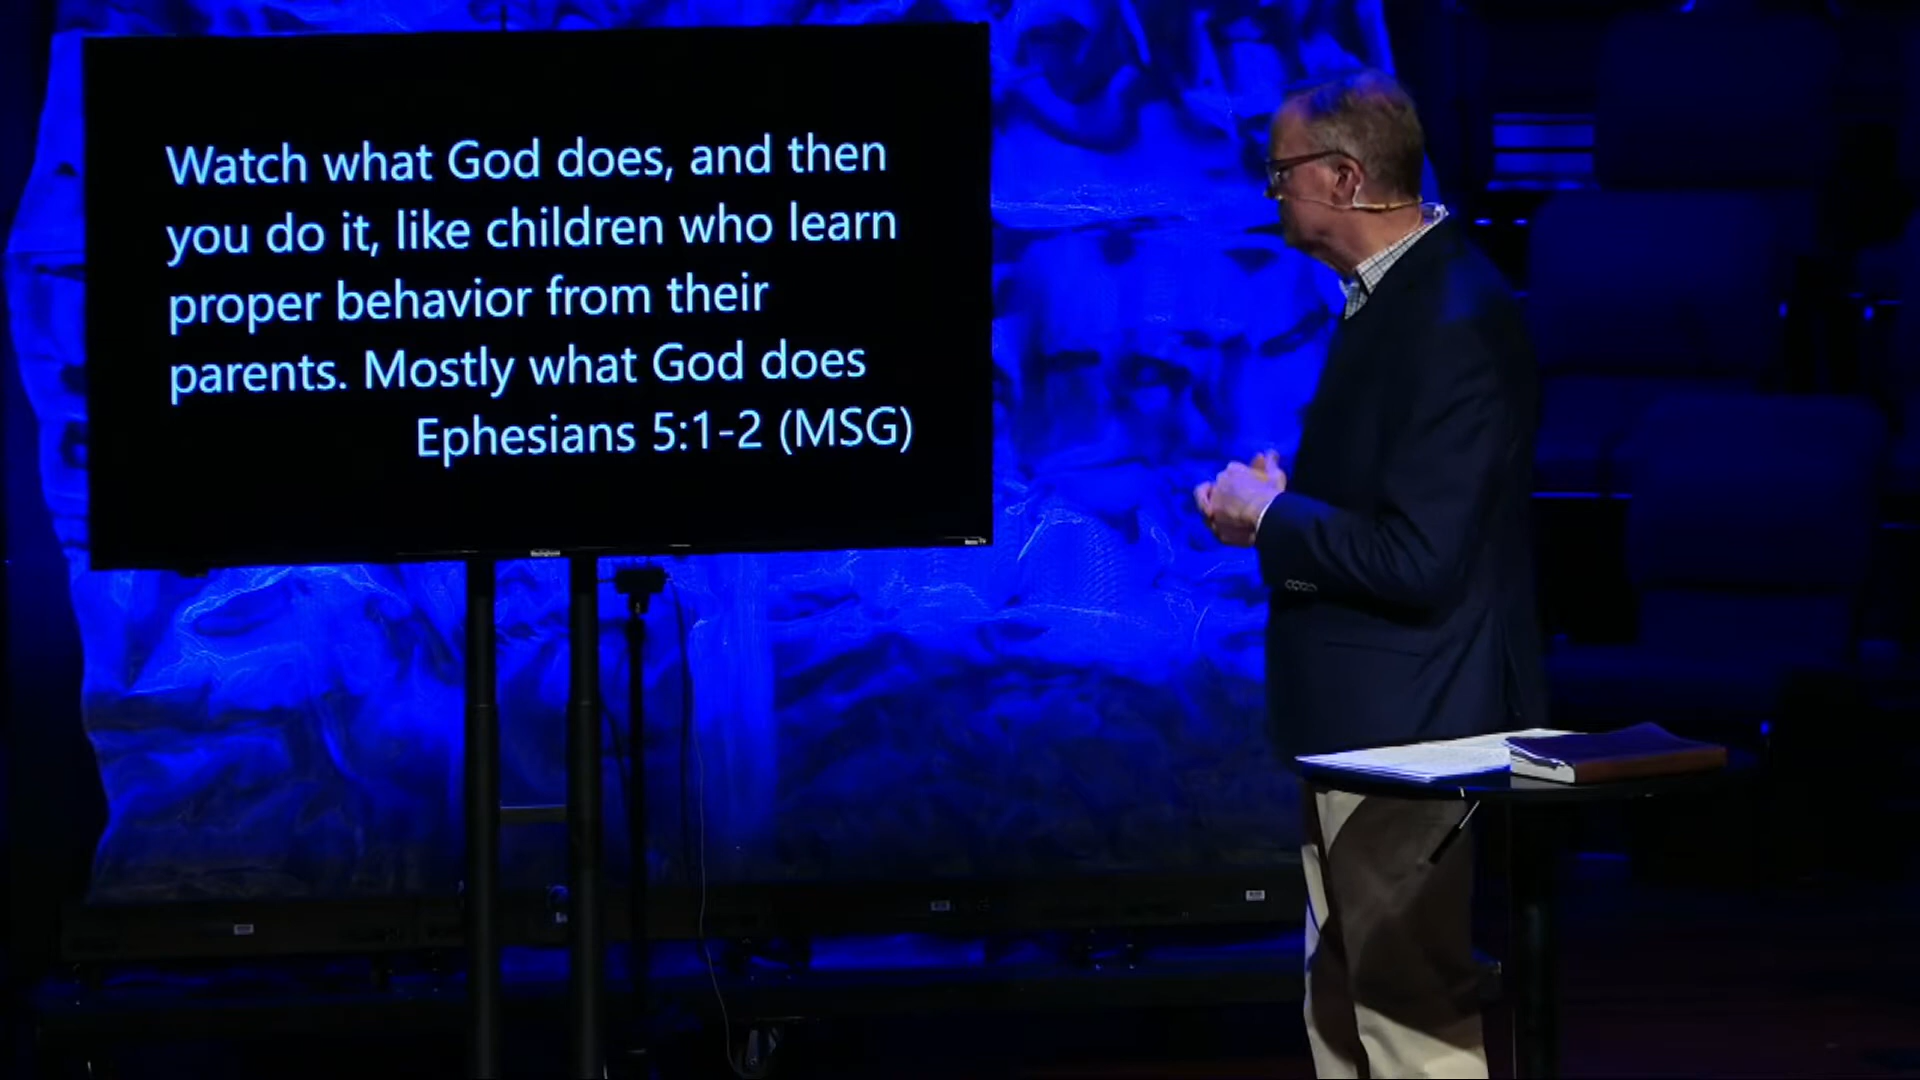 Watch what God does, and then
you do it, like children who learn
proper behavior from their
parents. Mostly what God does
Ephesians 5:1-2 (MSG)